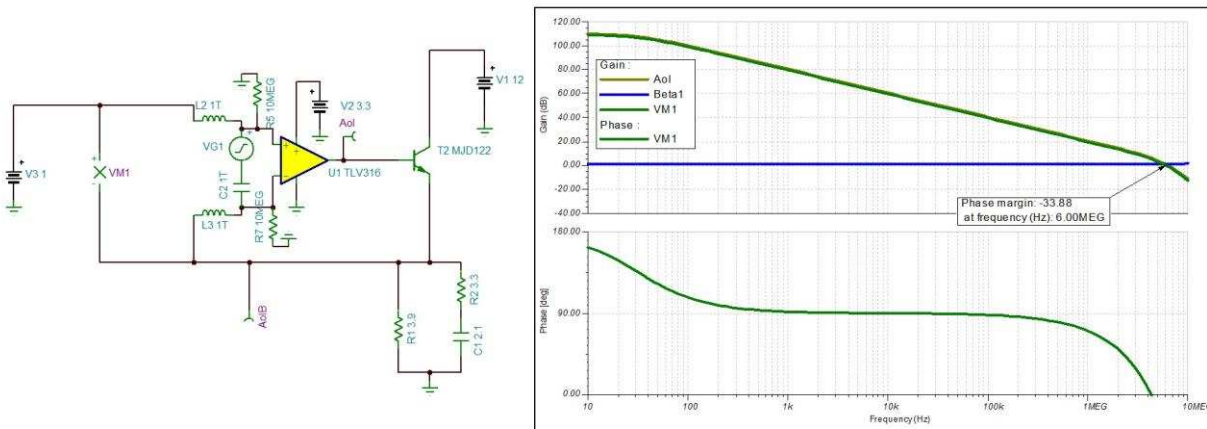 V1 12
V2 3.3
L2 1T
R5 10MEG
Aol
VG1
T2 MJD122
U1 TLV316
V3 1
VM1
C2 1T
L3 1T
R7 10MEG
AolB
R1 3.9
R2 3.3
C1 2.1
120.00
100.00
80.00
60.00
40.00
20.00
0.00
-20.00
-40.00
Gain (dB)
Gain :
Aol
Beta1
VM1
Phase :
VM1
Phase margin: -33.88
at frequency (Hz): 6.00MEG
180.00
90.00
0.00
Phase [deg]
10
100
1k
10k
100k
1MEG
10MEG
Frequency (Hz)